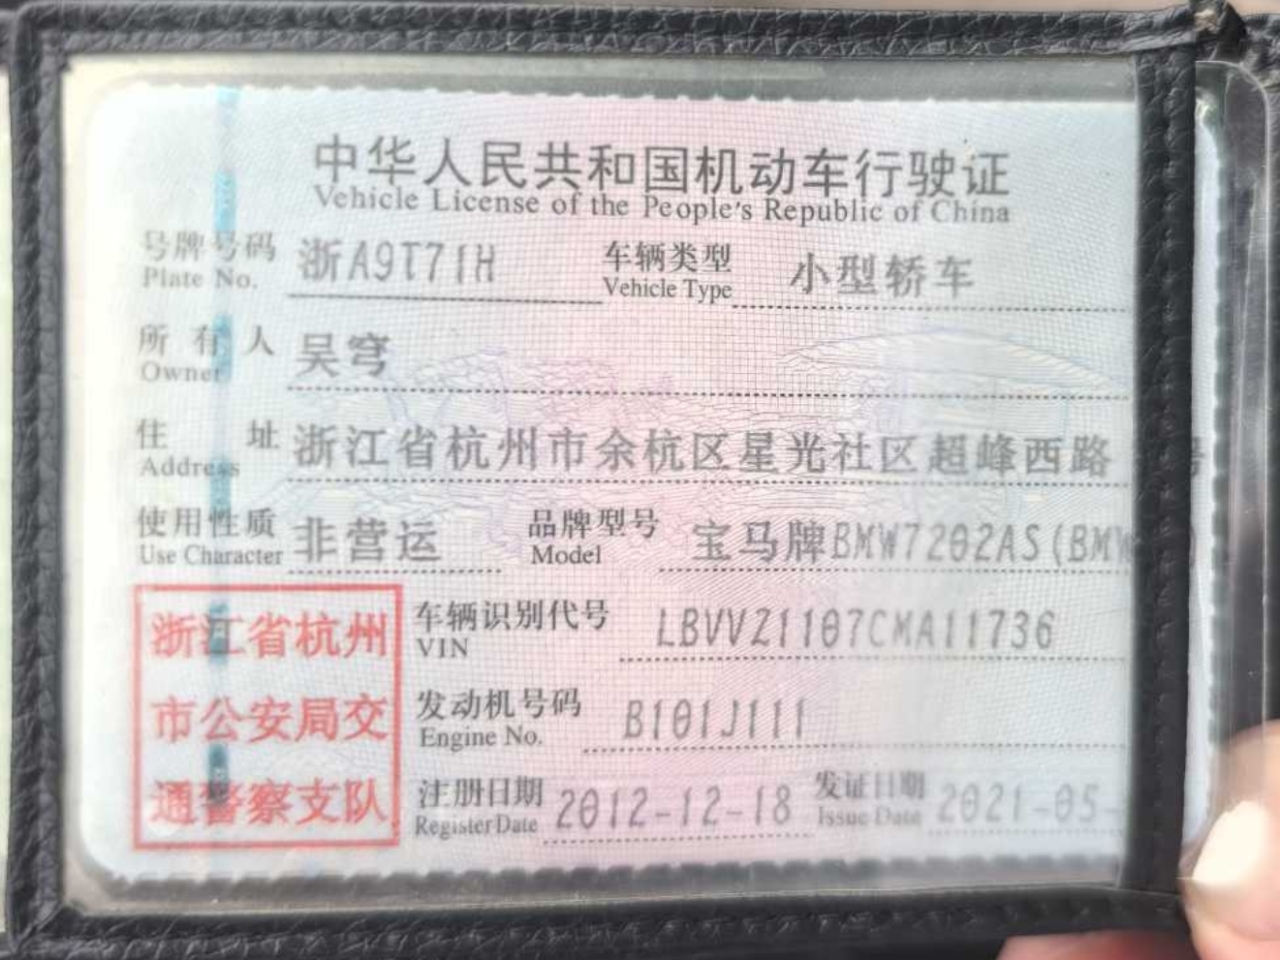 中华人民共和国机动车行驶证
Vehicle License of the People's Republic of China
号牌号码 浙A9T71H 车辆类型 小型轿车
Plate No. Vehicle Type
所有人 吴穹
Owner
住址 浙江省杭州市余杭区星光社区超峰西路
Address
使用性质 非营运 品牌型号 宝马牌BMW7202AS(BMW
Use Character Model
浙江省杭州
市公安局交
通警察支队
车辆识别代号 LBVVZ1107CMA11736
VIN
发动机号码 B101J111
Engine No.
注册日期 2012-12-18 发证日期 2021-05-
Register Date Issue Date